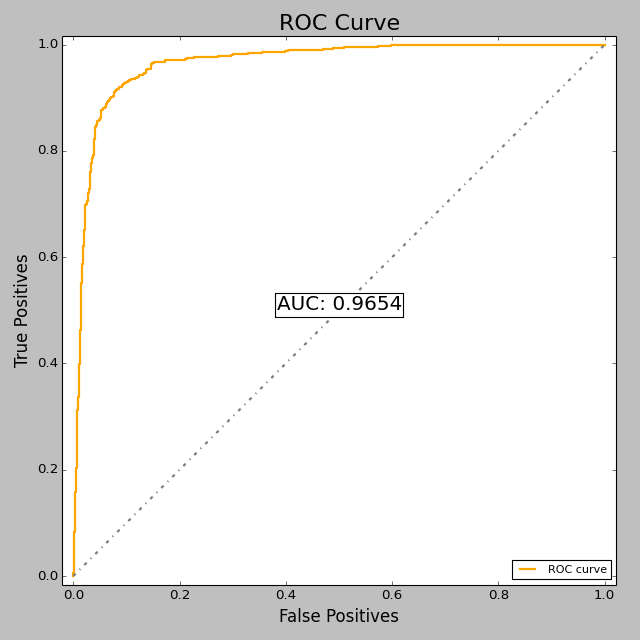 ROC Curve
1.0
0.8
0.6
0.4
0.2
0.0
True Positives
AUC: 0.9654
ROC curve
0.0 0.2 0.4 0.6 0.8 1.0
False Positives